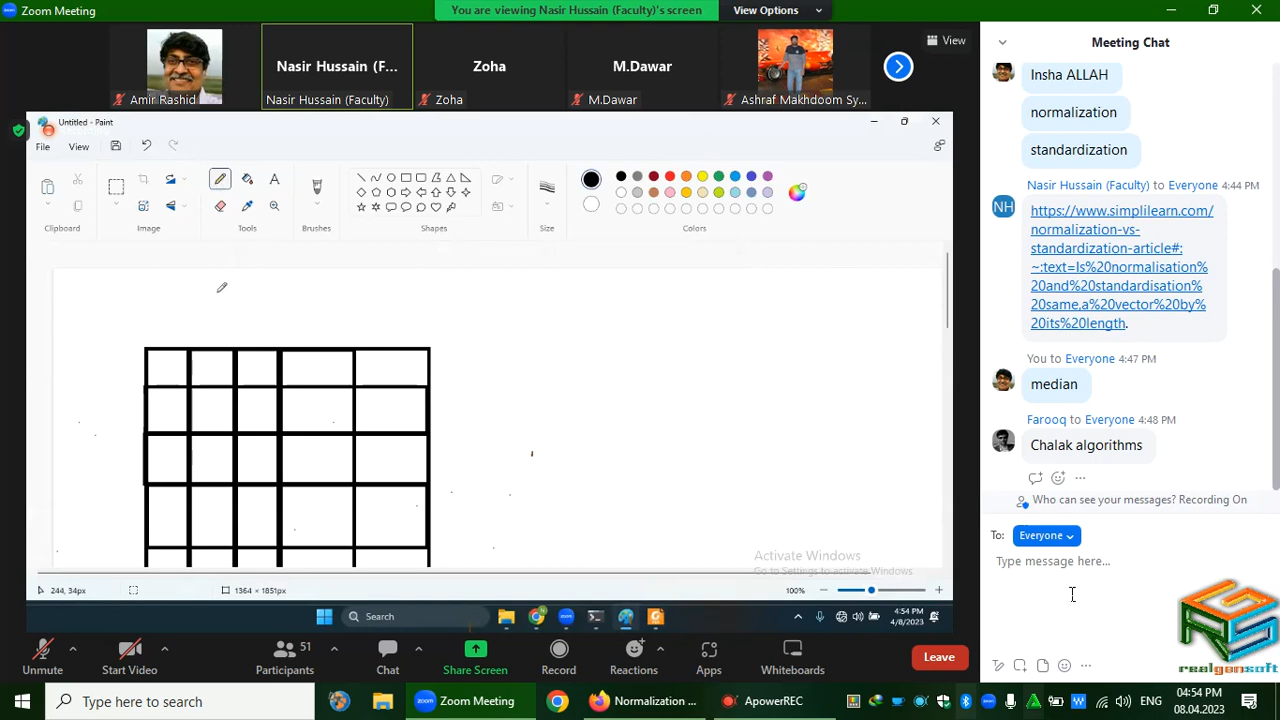 Zoom Meeting
You are viewing Nasir Hussain (Faculty)'s screen
View Options
Amir Rashid
Nasir Hussain (F...
Nasir Hussain (Faculty)
Zoha
Zoha
M.Dawar
M.Dawar
Ashraf Makhdoom Sy...
View
Untitled - Paint
File
View
Clipboard
Image
Tools
Brushes
Shapes
Size
Colors
Activate Windows
Go to Settings to activate Windows.
244, 34px
1364 × 1851px
100%
Search
4:54 PM
4/8/2023
Unmute
Start Video
51
Participants
Chat
Share Screen
Record
Reactions
Apps
Whiteboards
Leave
Meeting Chat
Insha ALLAH
normalization
standardization
Nasir Hussain (Faculty) to Everyone 4:44 PM
NH
https://www.simplilearn.com/
normalization-vs-
standardization-article#:
~:text=Is%20normalisation%
20and%20standardisation%
20same,a%20vector%20by%
20its%20length.
You to Everyone 4:47 PM
median
Farooq to Everyone 4:48 PM
Chalak algorithms
Who can see your messages? Recording On
To: Everyone
Type message here...
realgensoft
Type here to search
Zoom Meeting
Normalization ...
ApowerREC
ENG
04:54 PM
08.04.2023